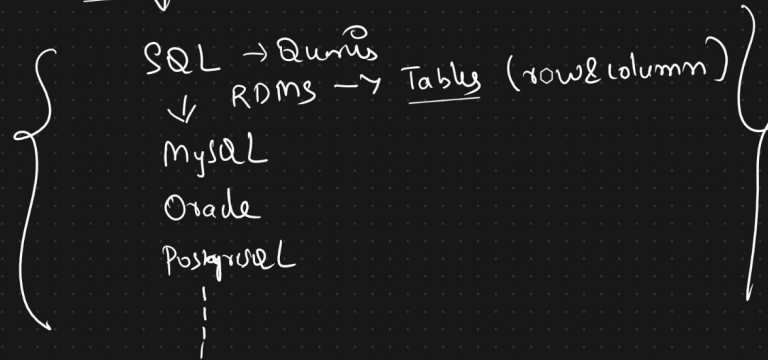 SQL → Queries
RDMS → Tables (row & column)
↓
MySQL
Oracle
PostgreSQL